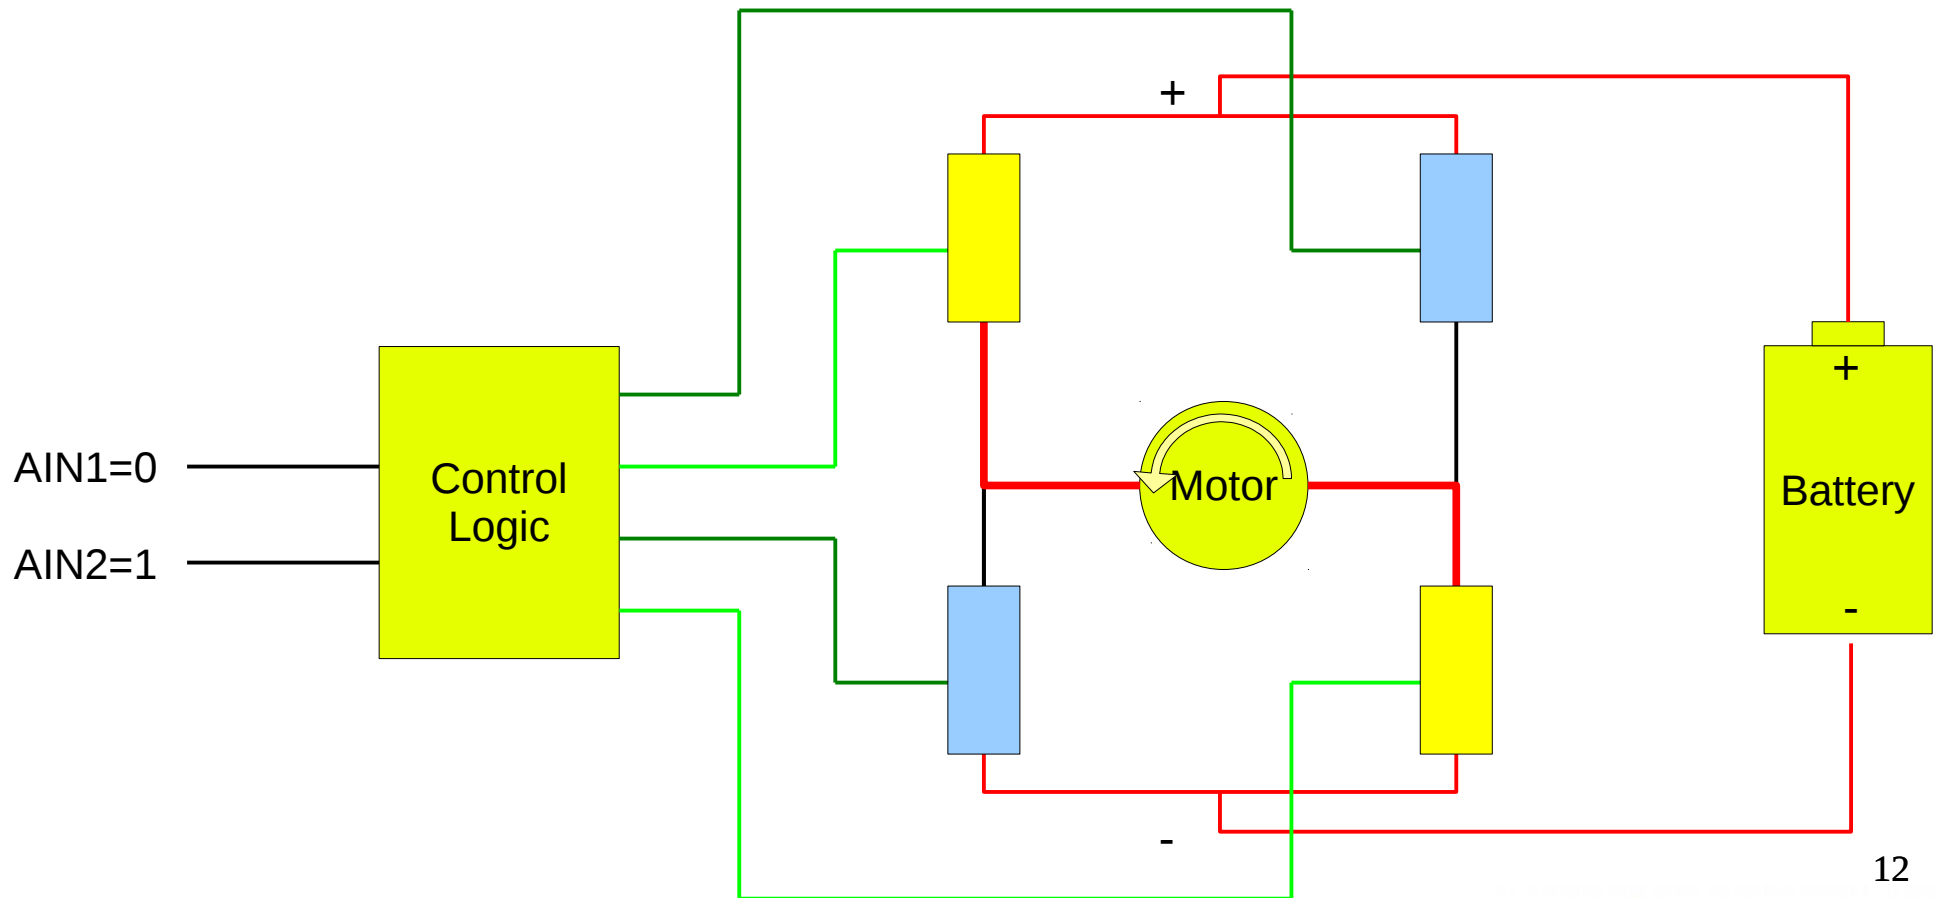 +
+
AIN1=0
Control
Logic
Motor
Battery
AIN2=1
-
-
12